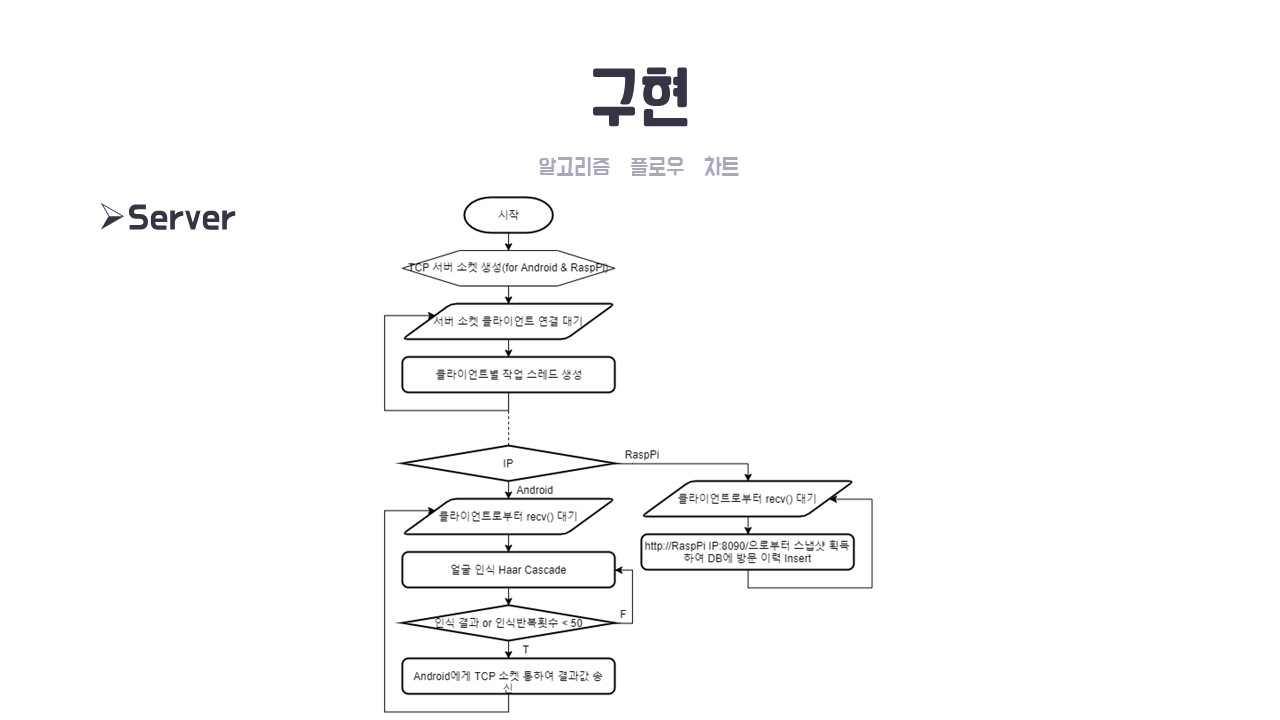 구현
알고리즘 플로우 차트
➢Server
시작
TCP 서버 소켓 생성(for Android & RaspPi)
서버 소켓 클라이언트 연결 대기
클라이언트별 작업 스레드 생성
IP
RaspPi
Android
클라이언트로부터 recv() 대기
얼굴 인식 Haar Cascade
인식 결과 or 인식반복횟수 < 50
F
T
Android에게 TCP 소켓 통하여 결과값 송
신
클라이언트로부터 recv() 대기
http://RaspPi IP:8090/으로부터 스냅샷 획득
하여 DB에 방문 이력 Insert